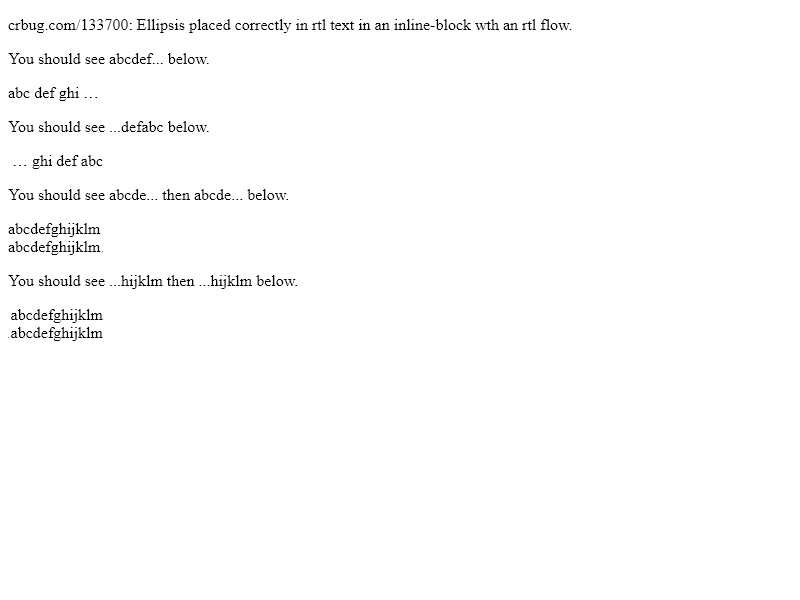 crbug.com/133700: Ellipsis placed correctly in rtl text in an inline-block wth an rtl flow.
You should see abcdef... below.
abc def ghi …
You should see ...defabc below.
… ghi def abc
You should see abcde... then abcde... below.
abcdefghijklm
abcdefghijklm.
You should see ...hijklm then ...hijklm below.
abcdefghijklm
.abcdefghijklm